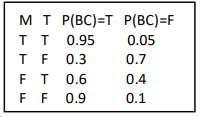 M T P(BC)=T P(BC)=F
T T 0.95 0.05
T F 0.3 0.7
F T 0.6 0.4
F F 0.9 0.1